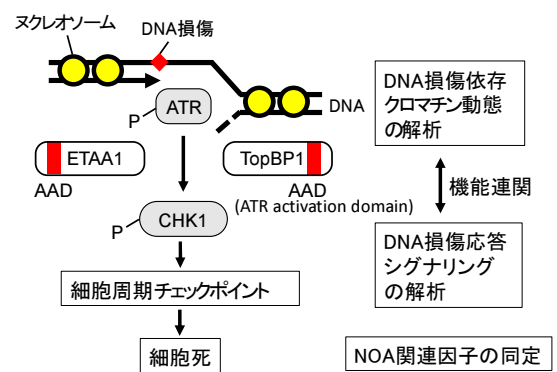 ヌクレオソーム
DNA損傷
P
ATR
DNA
ETAA1
TopBP1
AAD
AAD
(ATR activation domain)
P
CHK1
細胞周期チェックポイント
細胞死
DNA損傷依存
クロマチン動態
の解析
機能連関
DNA損傷応答
シグナリング
の解析
NOA関連因子の同定